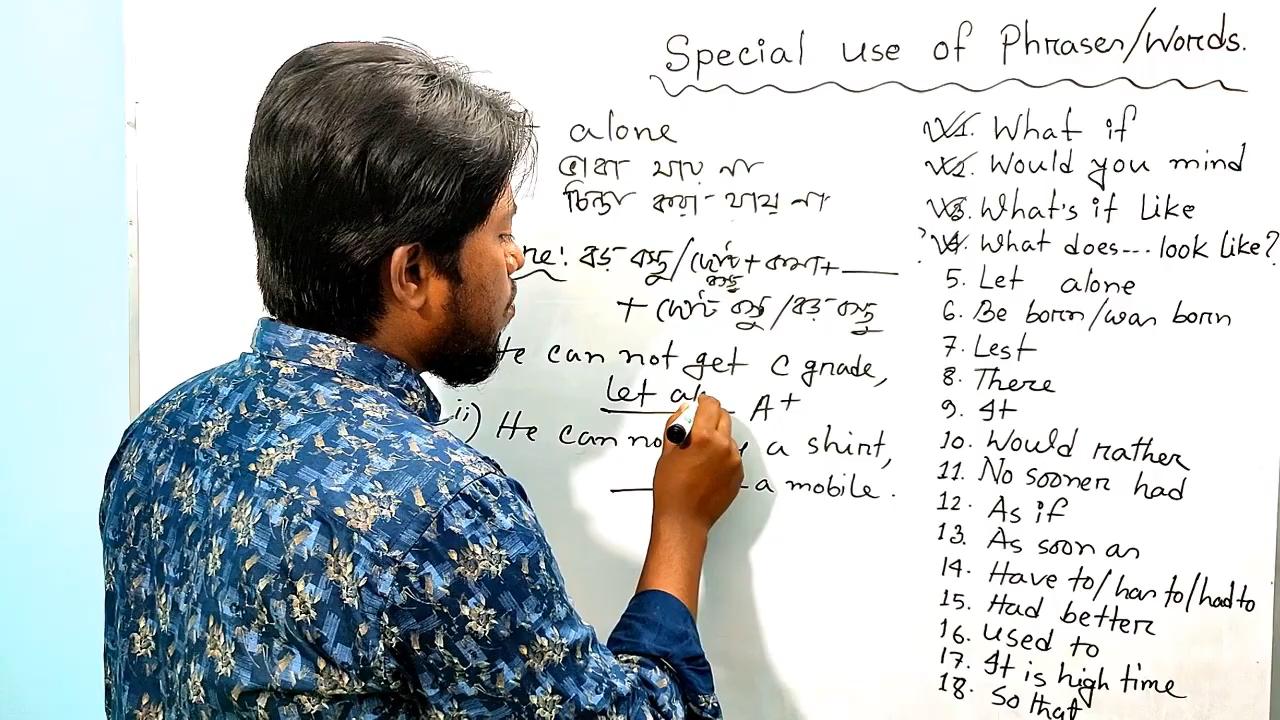 Special use of Phrases/Words.
alone
ভাবা যায় না
চিন্তা করা যায় না
ne: বড় বস্তু/ছোট বস্তু + কমা + ____
+ ছোট বস্তু/বড় বস্তু
He can not get C grade,
let al A+
ii) He can no a shirt,
____ a mobile.
1. What if
2. Would you mind
3. What's it Like
4. What does---look like?
5. Let alone
6. Be born/was born
7. Lest
8. There
9. It
10. Would rather
11. No sooner had
12. As if
13. As soon as
14. Have to/has to/had to
15. Had better
16. Used to
17. It is high time
18. So that